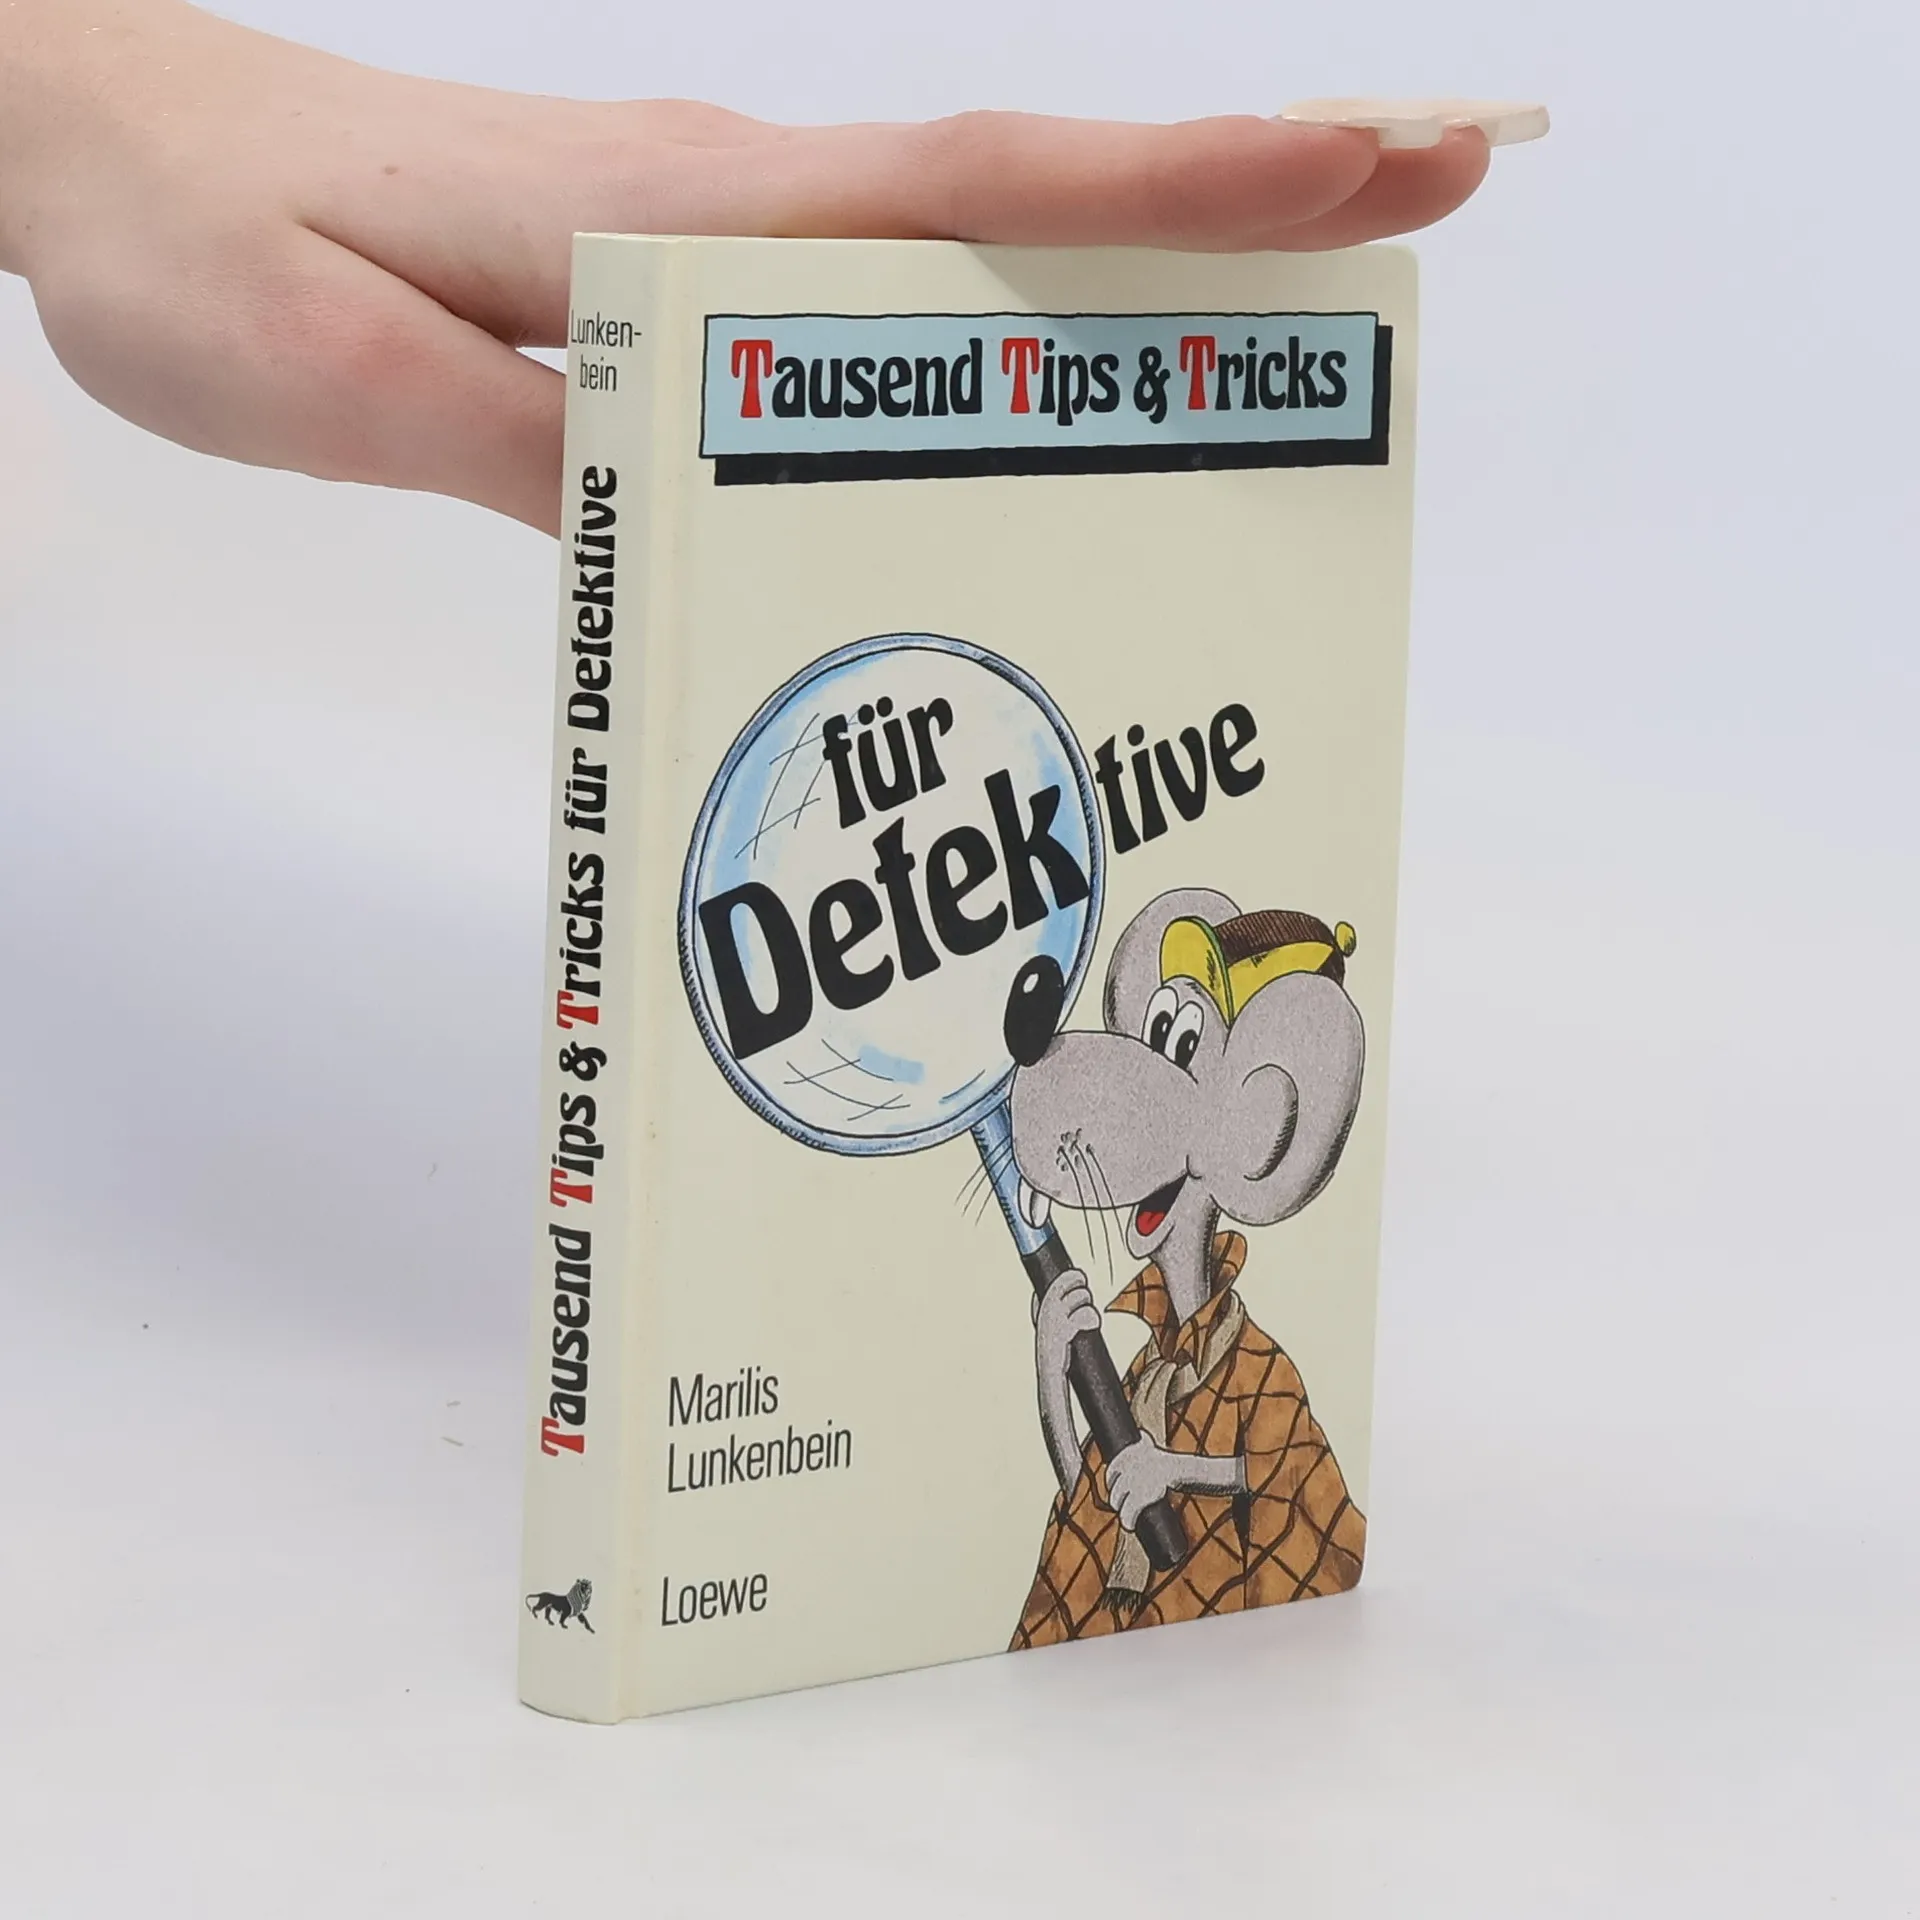 Lunken-
bein
Tausend Tips & Tricks für Detektive
Tausend Tips & Tricks
für
Detektive
Marilis
Lunkenbein
Loewe